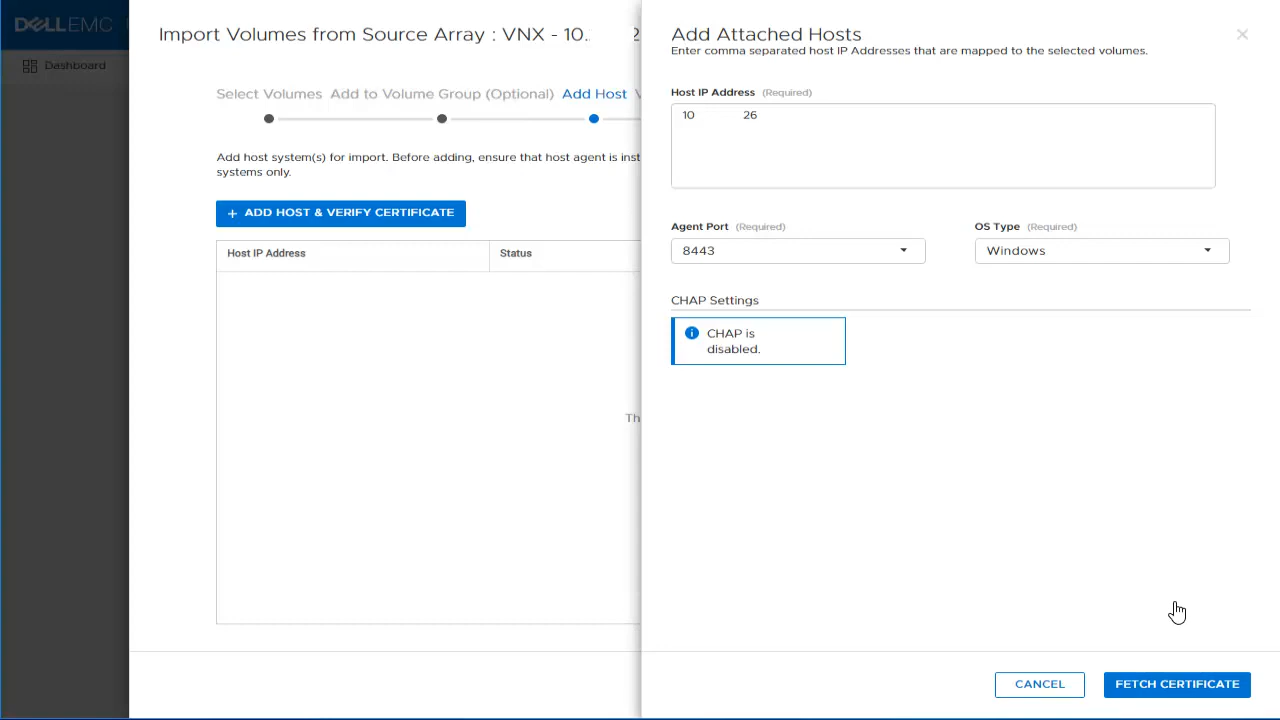 DELLEMC
Dashboard
Import Volumes from Source Array : VNX - 10.
Select Volumes Add to Volume Group (Optional) Add Host
Add host system(s) for import. Before adding, ensure that host agent is
systems only.
+ ADD HOST & VERIFY CERTIFICATE
Host IP Address Status
Add Attached Hosts
Enter comma separated host IP Addresses that are mapped to the selected volumes.
Host IP Address (Required)
10 26
Agent Port (Required) OS Type (Required)
8443 Windows
CHAP Settings
CHAP is
disabled.
CANCEL FETCH CERTIFICATE